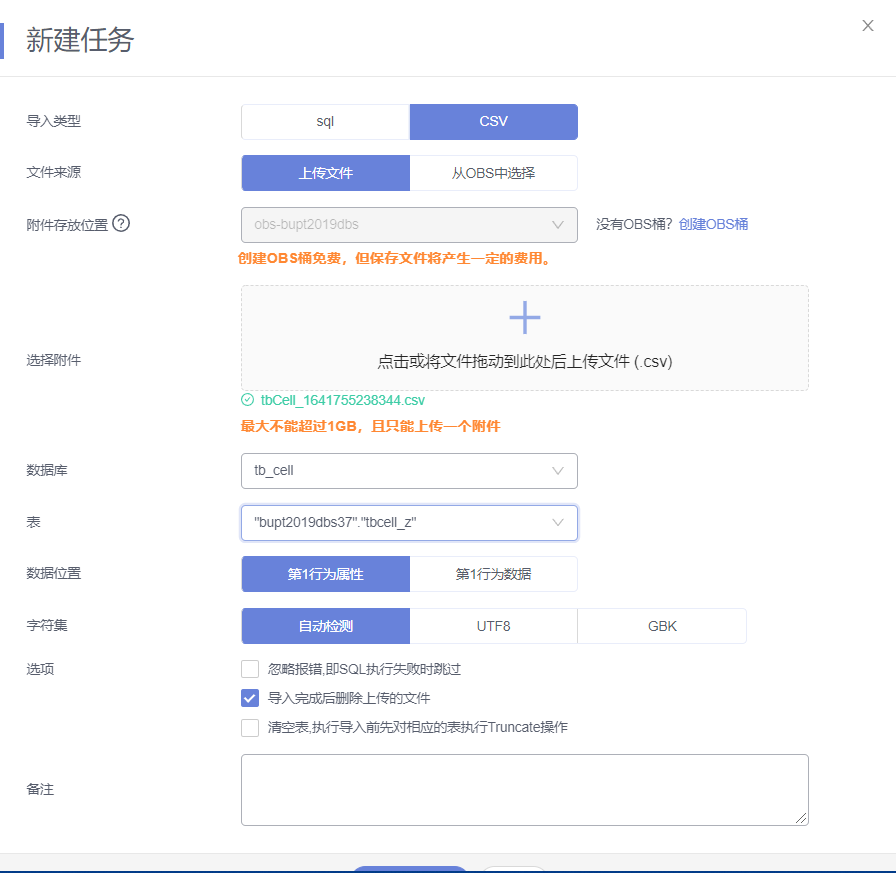 新建任务
导入类型 sql CSV
文件来源 上传文件 从OBS中选择
附件存放位置 ? obs-bupt2019dbs 没有OBS桶? 创建OBS桶
创建OBS桶免费，但保存文件将产生一定的费用。
选择附件
点击或将文件拖动到此处后上传文件 (.csv)
tbCell_1641755238344.csv
最大不能超过1GB，且只能上传一个附件
数据库 tb_cell
表 "bupt2019dbs37"."tbcell_z"
数据位置 第1行为属性 第1行为数据
字符集 自动检测 UTF8 GBK
选项 忽略报错,即SQL执行失败时跳过
导入完成后删除上传的文件
清空表,执行导入前先对相应的表执行Truncate操作
备注